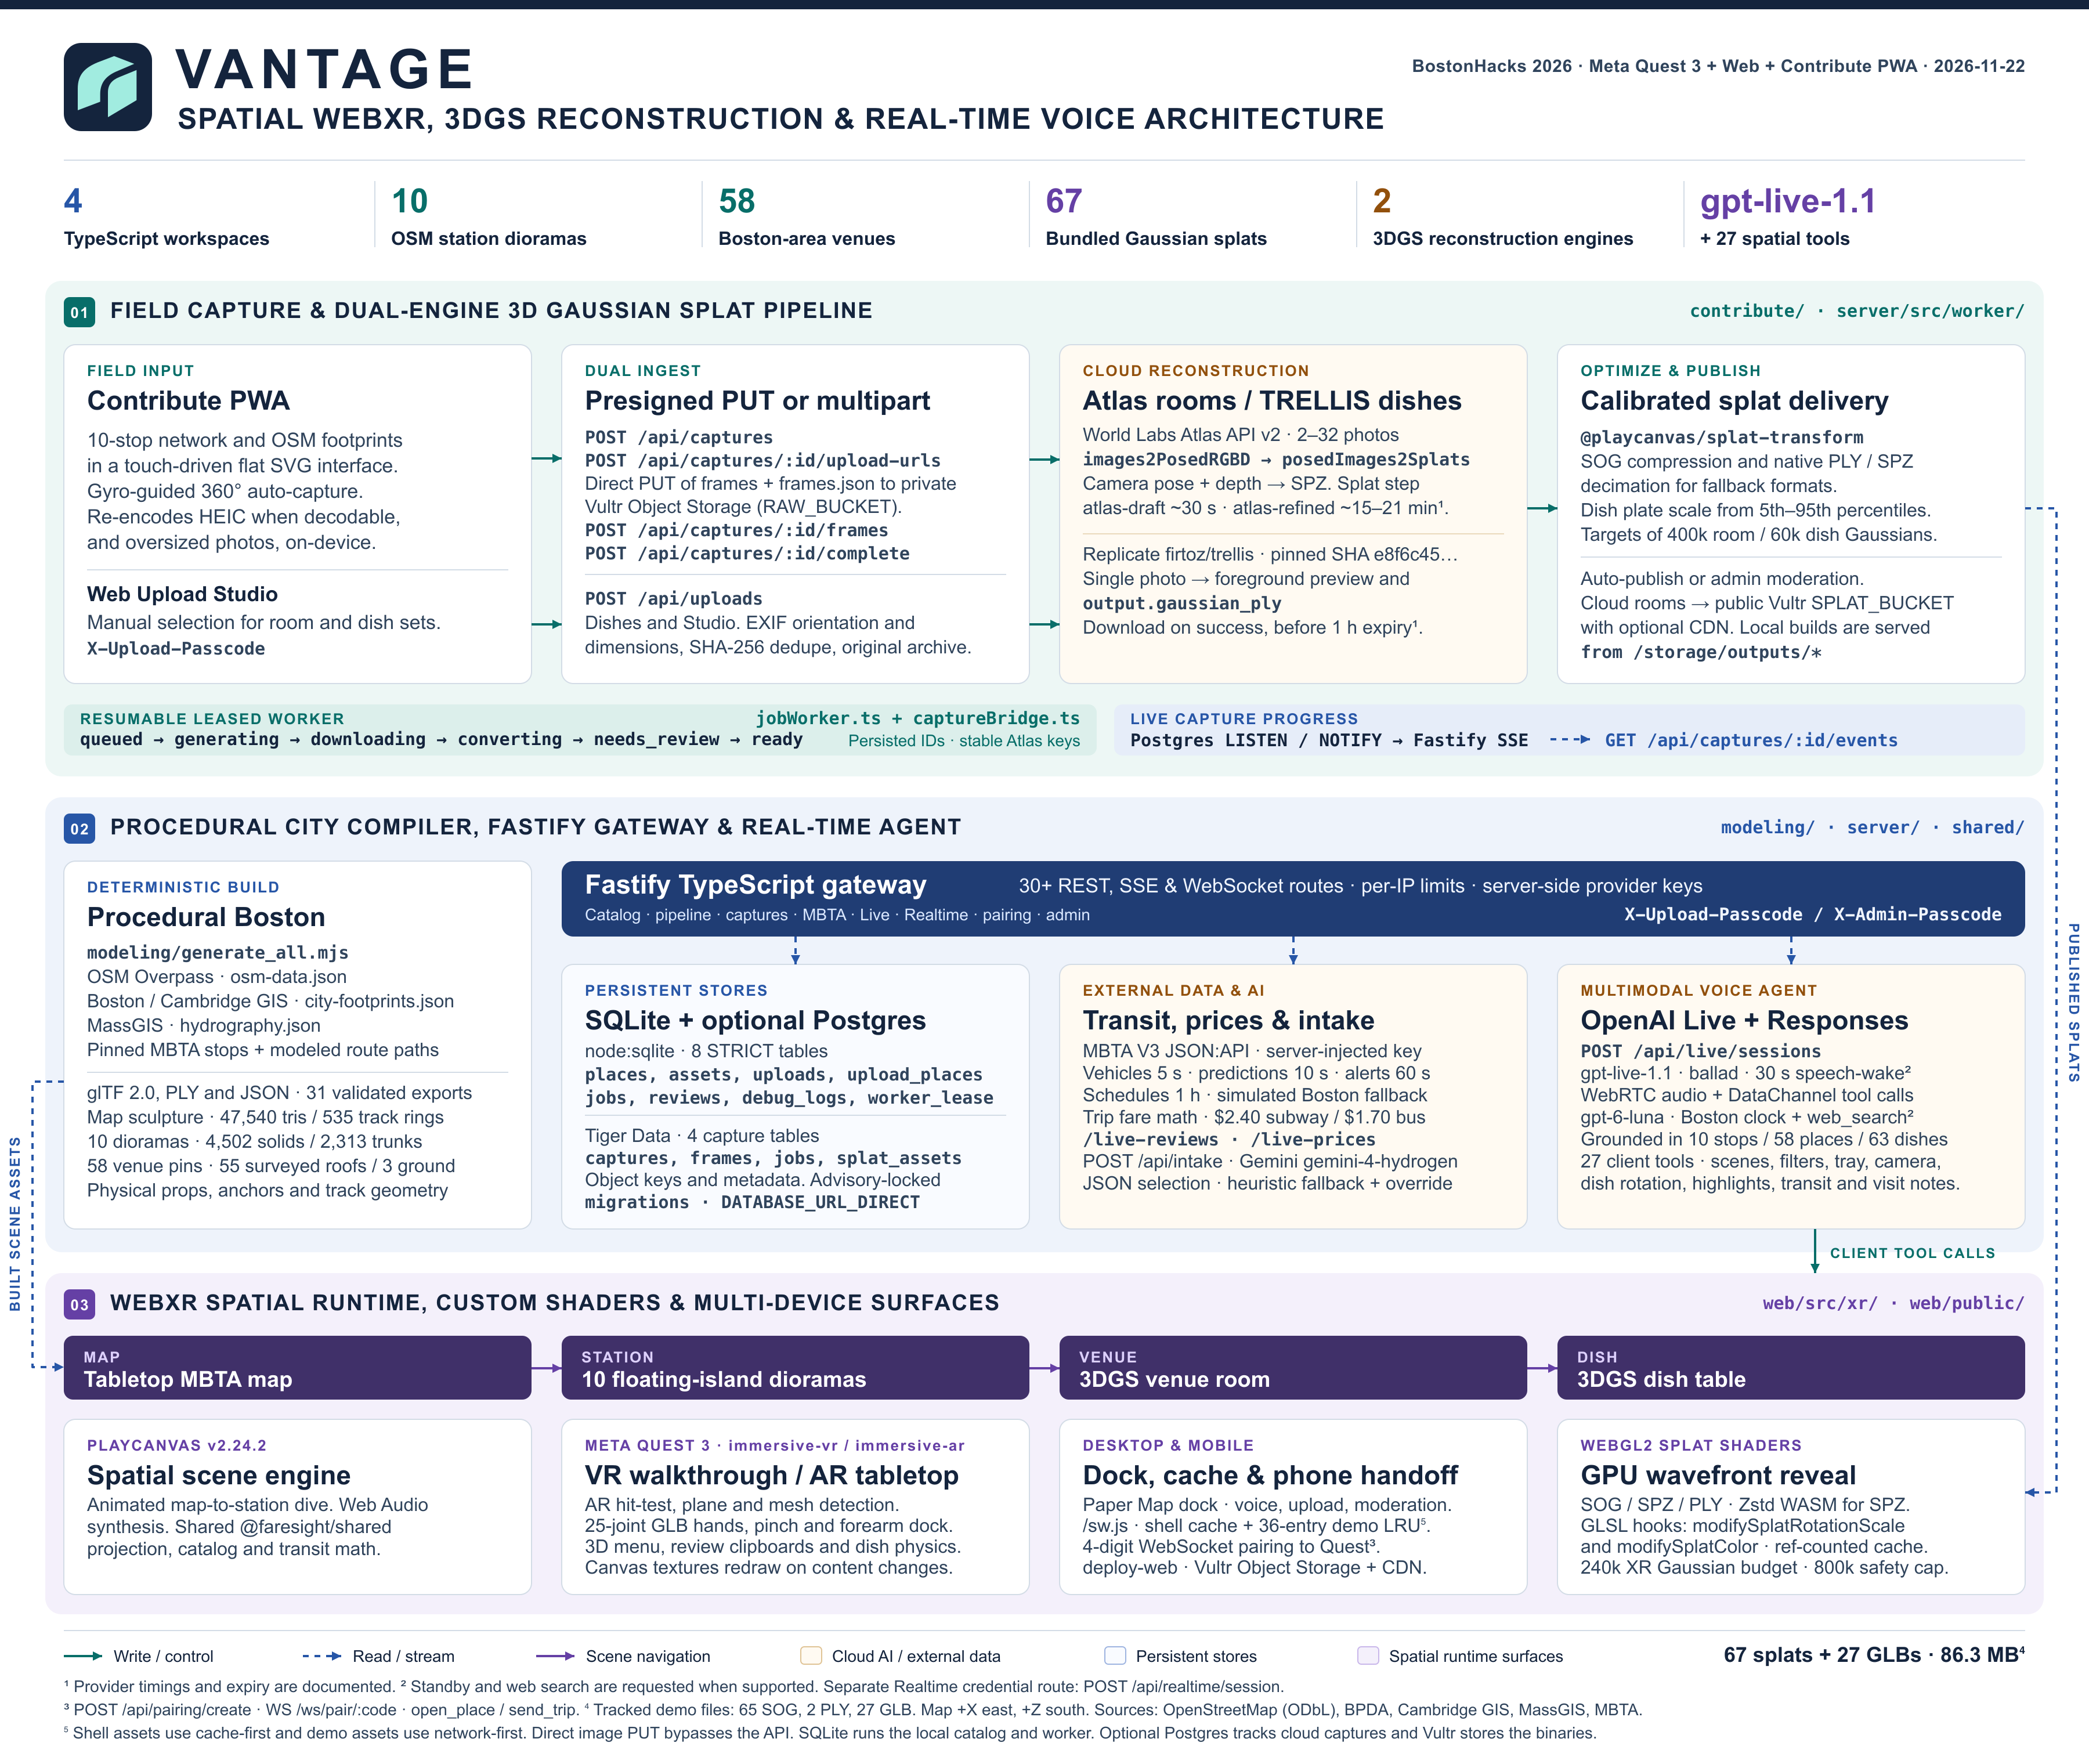 VANTAGE
SPATIAL WEBXR, 3DGS RECONSTRUCTION & REAL-TIME VOICE ARCHITECTURE
BostonHacks 2026 · Meta Quest 3 + Web + Contribute PWA · 2026-11-22
4
TypeScript workspaces
10
OSM station dioramas
58
Boston-area venues
67
Bundled Gaussian splats
2
3DGS reconstruction engines
gpt-live-1.1
+ 27 spatial tools
01 FIELD CAPTURE & DUAL-ENGINE 3D GAUSSIAN SPLAT PIPELINE
contribute/ · server/src/worker/
FIELD INPUT
Contribute PWA
10-stop network and OSM footprints
in a touch-driven flat SVG interface.
Gyro-guided 360° auto-capture.
Re-encodes HEIC when decodable,
and oversized photos, on-device.
Web Upload Studio
Manual selection for room and dish sets.
X-Upload-Passcode
DUAL INGEST
Presigned PUT or multipart
POST /api/captures
POST /api/captures/:id/upload-urls
Direct PUT of frames + frames.json to private
Vultr Object Storage (RAW_BUCKET).
POST /api/captures/:id/frames
POST /api/captures/:id/complete
POST /api/uploads
Dishes and Studio. EXIF orientation and
dimensions, SHA-256 dedupe, original archive.
CLOUD RECONSTRUCTION
Atlas rooms / TRELLIS dishes
World Labs Atlas API v2 · 2–32 photos
images2PosedRGBD → posedImages2Splats
Camera pose + depth → SPZ. Splat step
atlas-draft ~30 s · atlas-refined ~15–21 min¹.
Replicate firtoz/trellis · pinned SHA e8f6c45…
Single photo → foreground preview and
output.gaussian_ply
Download on success, before 1 h expiry¹.
OPTIMIZE & PUBLISH
Calibrated splat delivery
@playcanvas/splat-transform
SOG compression and native PLY / SPZ
decimation for fallback formats.
Dish plate scale from 5th–95th percentiles.
Targets of 400k room / 60k dish Gaussians.
Auto-publish or admin moderation.
Cloud rooms → public Vultr SPLAT_BUCKET
with optional CDN. Local builds are served
from /storage/outputs/*
RESUMABLE LEASED WORKER
jobWorker.ts + captureBridge.ts
queued → generating → downloading → converting → needs_review → ready
Persisted IDs · stable Atlas keys
LIVE CAPTURE PROGRESS
Postgres LISTEN / NOTIFY → Fastify SSE
GET /api/captures/:id/events
PUBLISHED SPLATS
02 PROCEDURAL CITY COMPILER, FASTIFY GATEWAY & REAL-TIME AGENT
modeling/ · server/ · shared/
DETERMINISTIC BUILD
Procedural Boston
modeling/generate_all.mjs
OSM Overpass · osm-data.json
Boston / Cambridge GIS · city-footprints.json
MassGIS · hydrography.json
Pinned MBTA stops + modeled route paths
glTF 2.0, PLY and JSON · 31 validated exports
Map sculpture · 47,540 tris / 535 track rings
10 dioramas · 4,502 solids / 2,313 trunks
58 venue pins · 55 surveyed roofs / 3 ground
Physical props, anchors and track geometry
BUILT SCENE ASSETS
Fastify TypeScript gateway
30+ REST, SSE & WebSocket routes · per-IP limits · server-side provider keys
Catalog · pipeline · captures · MBTA · Live · Realtime · pairing · admin
X-Upload-Passcode / X-Admin-Passcode
PERSISTENT STORES
SQLite + optional Postgres
node:sqlite · 8 STRICT tables
places, assets, uploads, upload_places
jobs, reviews, debug_logs, worker_lease
Tiger Data · 4 capture tables
captures, frames, jobs, splat_assets
Object keys and metadata. Advisory-locked
migrations · DATABASE_URL_DIRECT
EXTERNAL DATA & AI
Transit, prices & intake
MBTA V3 JSON:API · server-injected key
Vehicles 5 s · predictions 10 s · alerts 60 s
Schedules 1 h · simulated Boston fallback
Trip fare math · $2.40 subway / $1.70 bus
/live-reviews · /live-prices
POST /api/intake · Gemini gemini-4-hydrogen
JSON selection · heuristic fallback + override
MULTIMODAL VOICE AGENT
OpenAI Live + Responses
POST /api/live/sessions
gpt-live-1.1 · ballad · 30 s speech-wake²
WebRTC audio + DataChannel tool calls
gpt-6-luna · Boston clock + web_search²
Grounded in 10 stops / 58 places / 63 dishes
27 client tools · scenes, filters, tray, camera,
dish rotation, highlights, transit and visit notes.
CLIENT TOOL CALLS
03 WEBXR SPATIAL RUNTIME, CUSTOM SHADERS & MULTI-DEVICE SURFACES
web/src/xr/ · web/public/
MAP
Tabletop MBTA map
STATION
10 floating-island dioramas
VENUE
3DGS venue room
DISH
3DGS dish table
PLAYCANVAS v2.24.2
Spatial scene engine
Animated map-to-station dive. Web Audio
synthesis. Shared @faresight/shared
projection, catalog and transit math.
META QUEST 3 · immersive-vr / immersive-ar
VR walkthrough / AR tabletop
AR hit-test, plane and mesh detection.
25-joint GLB hands, pinch and forearm dock.
3D menu, review clipboards and dish physics.
Canvas textures redraw on content changes.
DESKTOP & MOBILE
Dock, cache & phone handoff
Paper Map dock · voice, upload, moderation.
/sw.js · shell cache + 36-entry demo LRU⁵.
4-digit WebSocket pairing to Quest³.
deploy-web · Vultr Object Storage + CDN.
WEBGL2 SPLAT SHADERS
GPU wavefront reveal
SOG / SPZ / PLY · Zstd WASM for SPZ.
GLSL hooks: modifySplatRotationScale
and modifySplatColor · ref-counted cache.
240k XR Gaussian budget · 800k safety cap.
Write / control
Read / stream
Scene navigation
Cloud AI / external data
Persistent stores
Spatial runtime surfaces
67 splats + 27 GLBs · 86.3 MB⁴
¹ Provider timings and expiry are documented. ² Standby and web search are requested when supported. Separate Realtime credential route: POST /api/realtime/session.
³ POST /api/pairing/create · WS /ws/pair/:code · open_place / send_trip. ⁴ Tracked demo files: 65 SOG, 2 PLY, 27 GLB. Map +X east, +Z south. Sources: OpenStreetMap (ODbL), BPDA, Cambridge GIS, MassGIS, MBTA.
⁵ Shell assets use cache-first and demo assets use network-first. Direct image PUT bypasses the API. SQLite runs the local catalog and worker. Optional Postgres tracks cloud captures and Vultr stores the binaries.